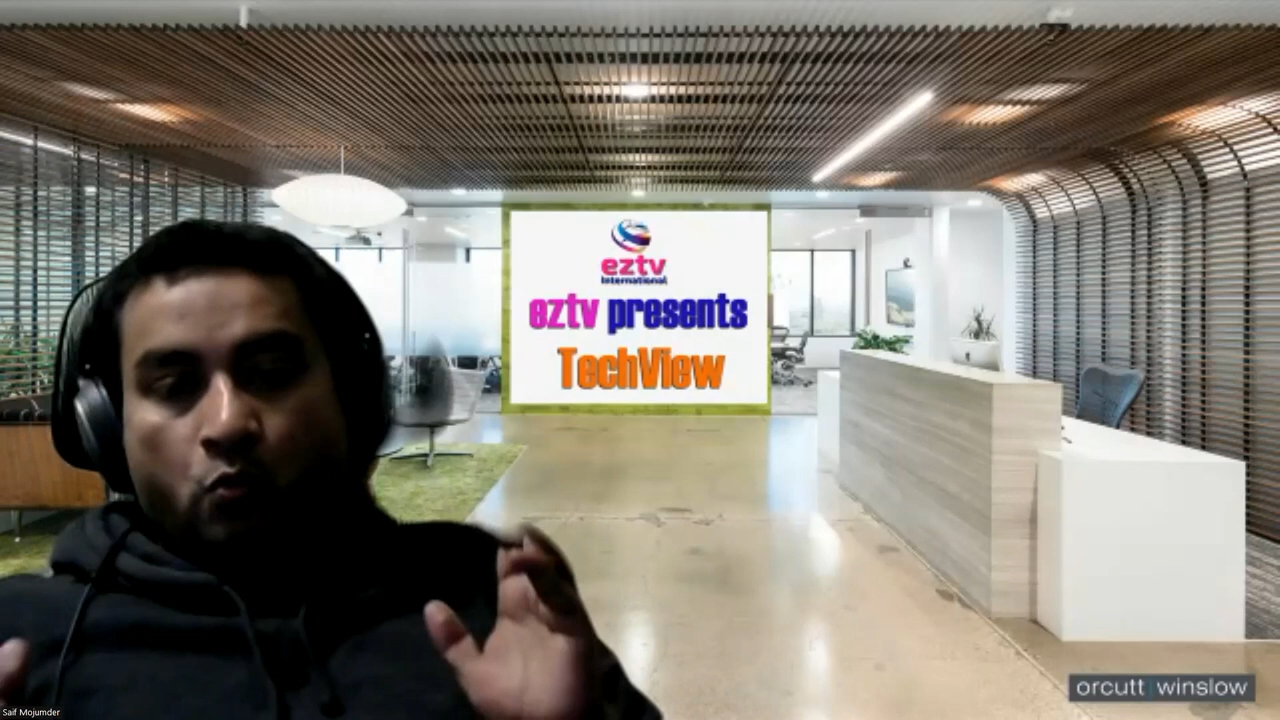 eztv
International
eztv presents
TechView
orcutt winslow
Saif Mojumder